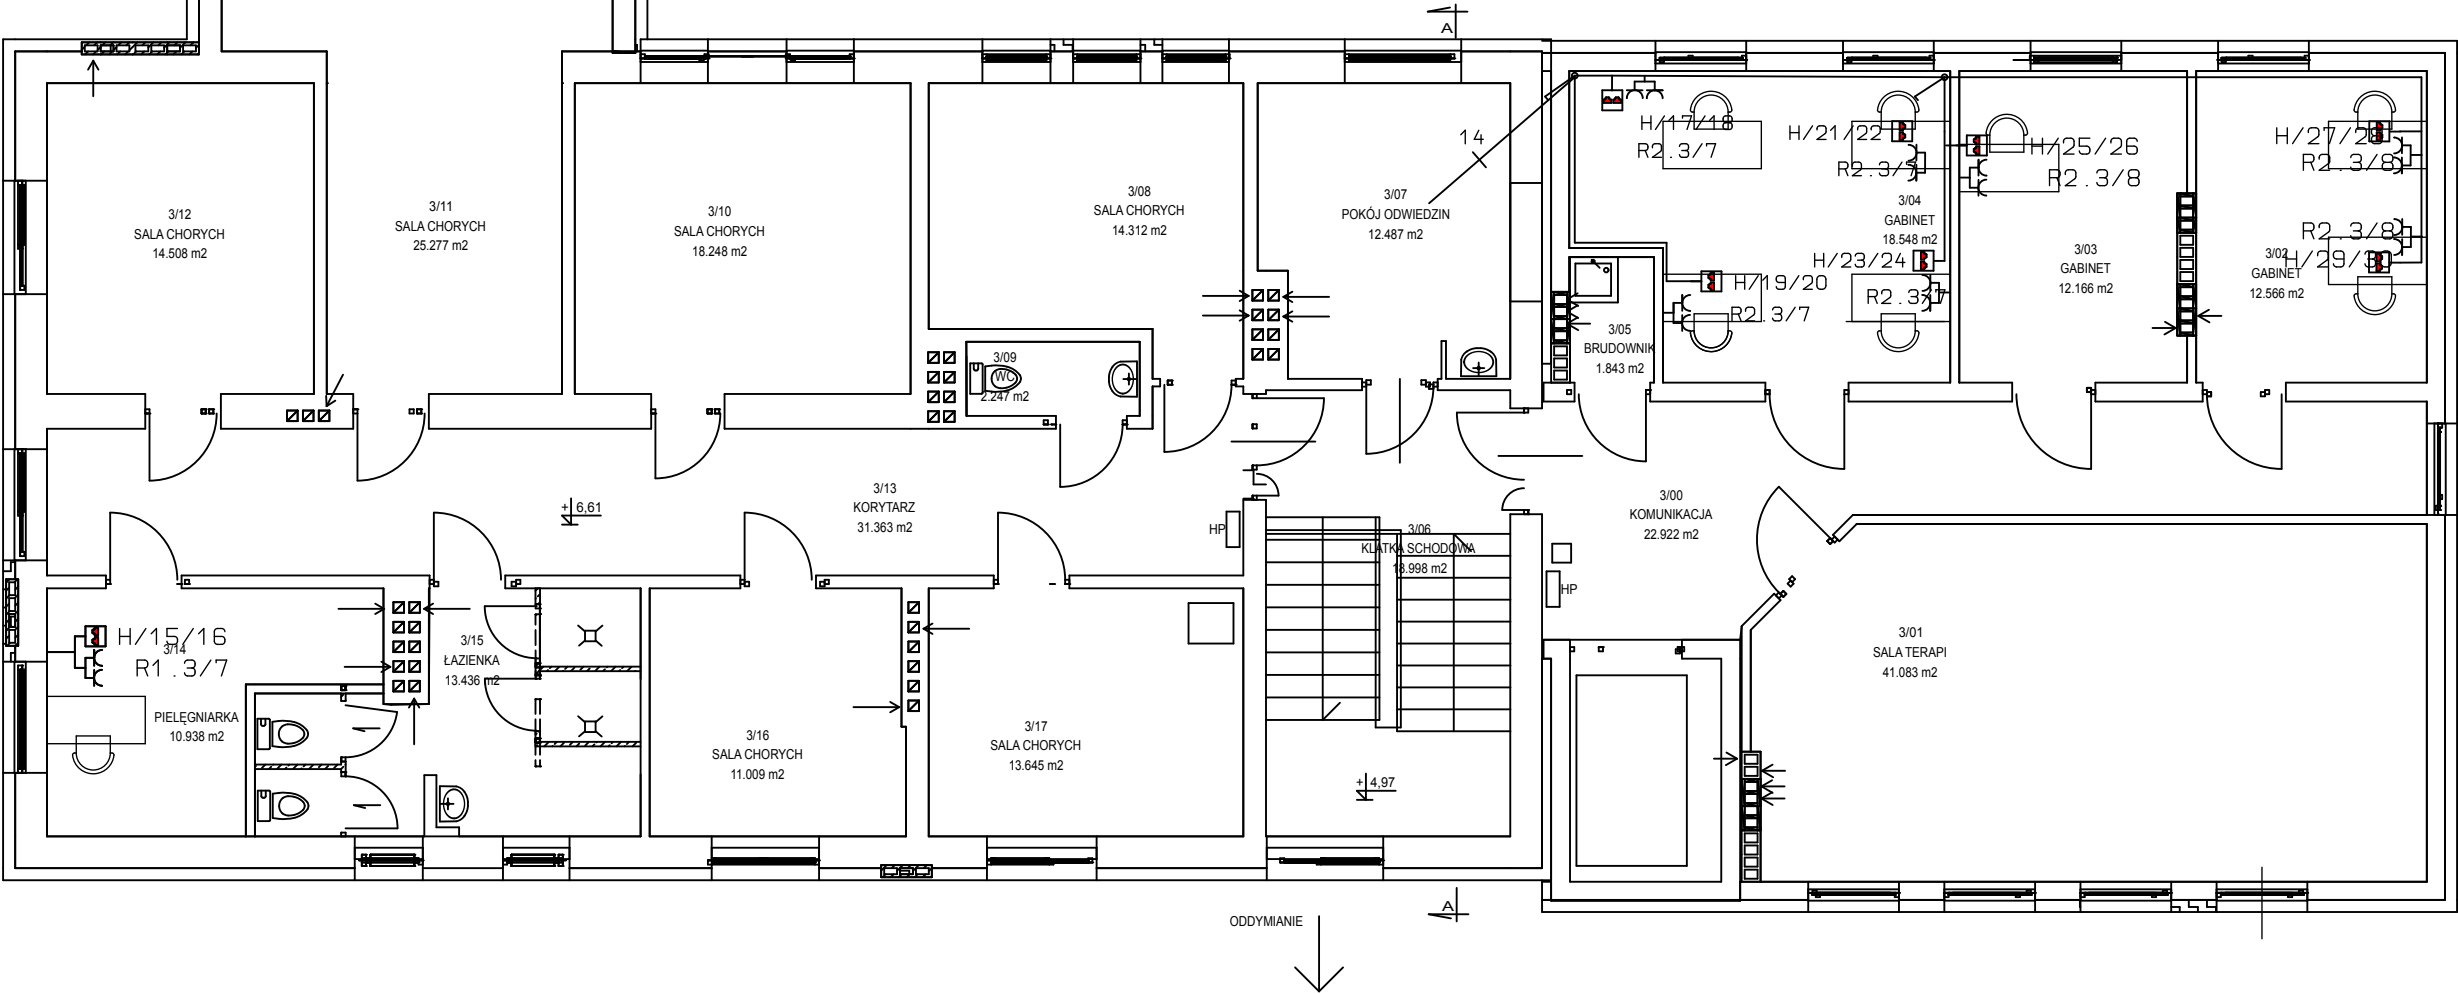 A
14
H/17/18
R2.3/7
H/21/22
R2.3/7
H/25/26
R2.3/8
H/27/28
R2.3/8
3/12
SALA CHORYCH
14.508 m2
3/11
SALA CHORYCH
25.277 m2
3/10
SALA CHORYCH
18.248 m2
3/08
SALA CHORYCH
14.312 m2
3/07
POKÓJ ODWIEDZIN
12.487 m2
3/04
GABINET
18.548 m2
H/23/24
R2.3/7
H/19/20
R2.3/7
3/03
GABINET
12.166 m2
R2.3/8
3/02
GABINET
12.566 m2
3/05
BRUDOWNIK
1.843 m2
3/09
WC
2.247 m2
+ 6,61
3/13
KORYTARZ
31.363 m2
HP
3/06
KLATKA SCHODOWA
18.998 m2
3/00
KOMUNIKACJA
22.922 m2
HP
H/15/16
3/14
R1.3/7
PIELĘGNIARKA
10.938 m2
3/15
ŁAZIENKA
13.436 m2
3/16
SALA CHORYCH
11.009 m2
3/17
SALA CHORYCH
13.645 m2
+ 4,97
3/01
SALA TERAPI
41.083 m2
A
ODDYMIANIE